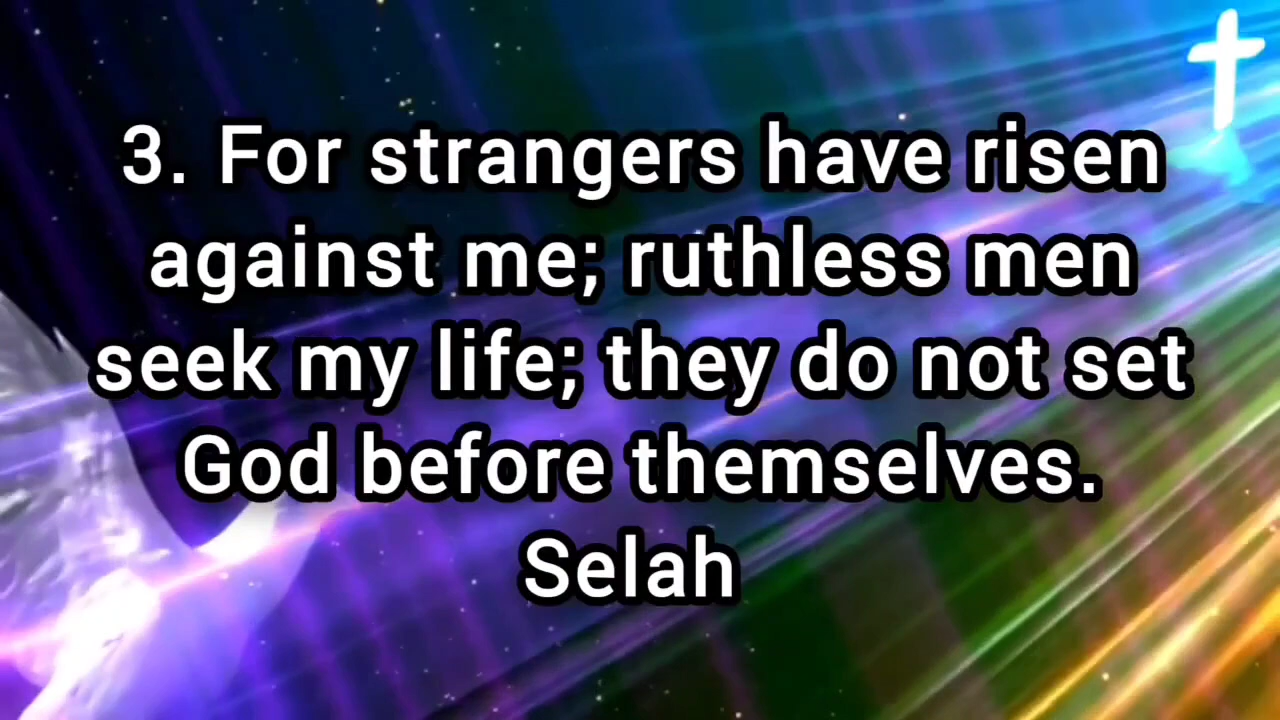 3. For strangers have risen
against me; ruthless men
seek my life; they do not set
God before themselves.
Selah